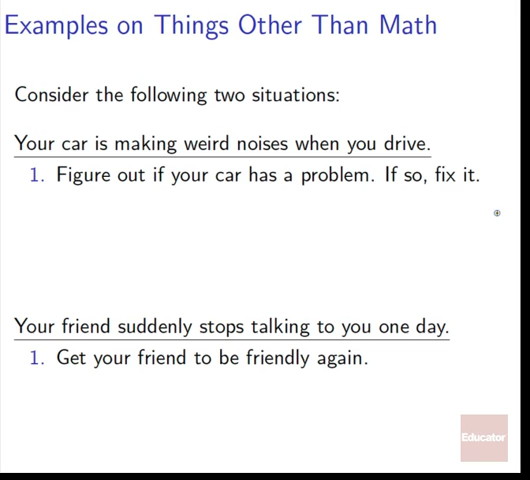 Examples on Things Other Than Math
Consider the following two situations:
Your car is making weird noises when you drive.
1. Figure out if your car has a problem. If so, fix it.
Your friend suddenly stops talking to you one day.
1. Get your friend to be friendly again.
Educator